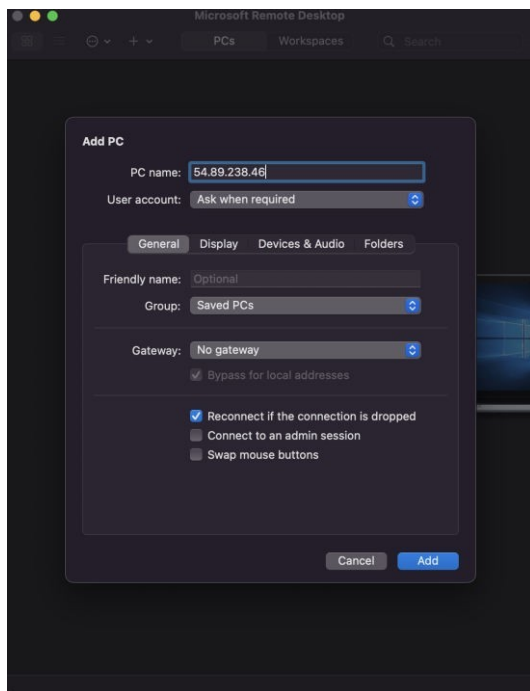 Microsoft Remote Desktop
PCs Workspaces Search
Add PC
PC name: 54.89.238.46
User account: Ask when required
General Display Devices & Audio Folders
Friendly name: Optional
Group: Saved PCs
Gateway: No gateway
Bypass for local addresses
Reconnect if the connection is dropped
Connect to an admin session
Swap mouse buttons
Cancel Add